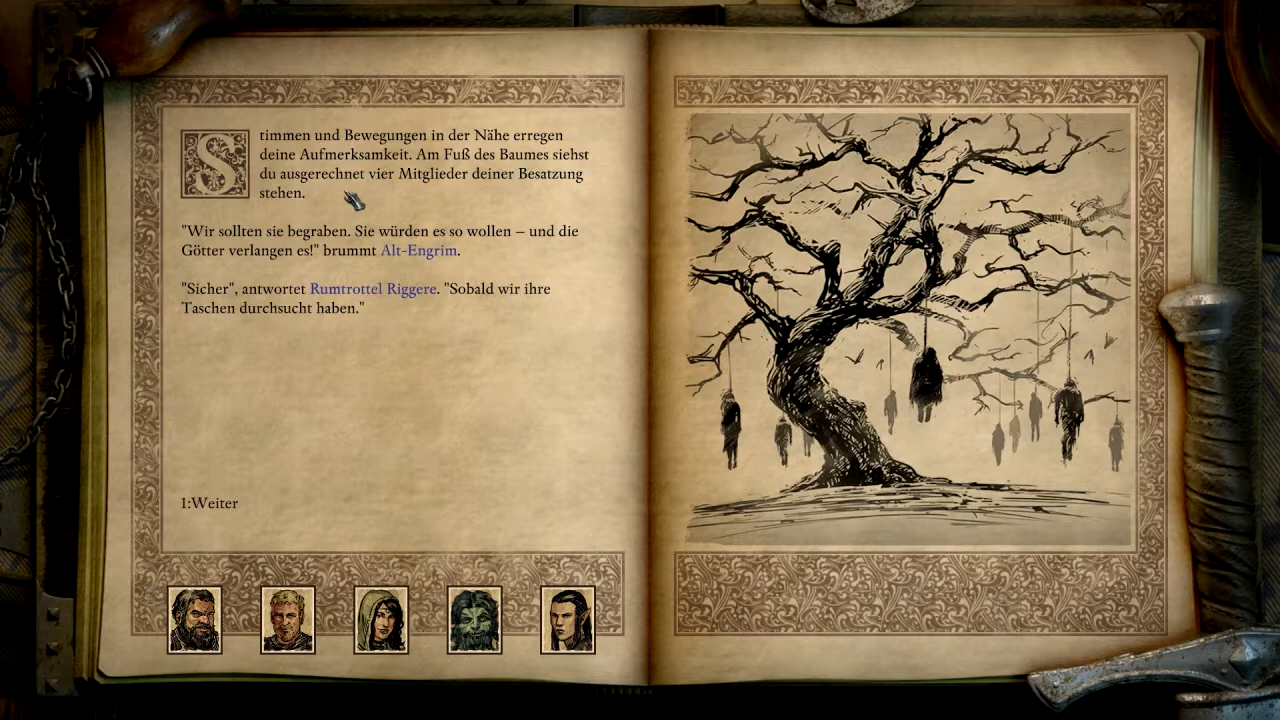 Stimmen und Bewegungen in der Nähe erregen
deine Aufmerksamkeit. Am Fuß des Baumes siehst
du ausgerechnet vier Mitglieder deiner Besatzung
stehen.
"Wir sollten sie begraben. Sie würden es so wollen – und die
Götter verlangen es!" brummt Alt-Engrim.
"Sicher", antwortet Rumtrottel Riggere. "Sobald wir ihre
Taschen durchsucht haben."
1:Weiter